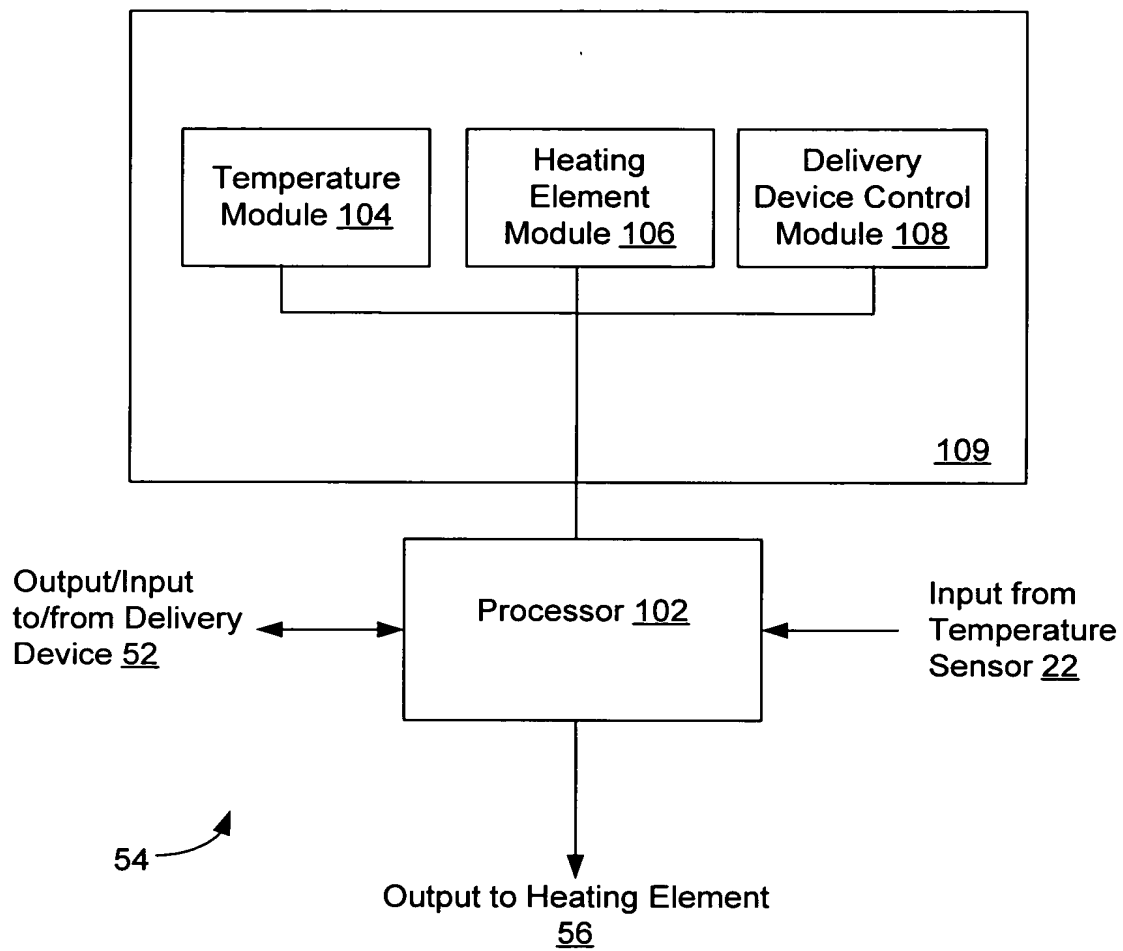 Temperature
Module 104
Heating
Element
Module 106
Delivery
Device Control
Module 108
109
Output/Input
to/from Delivery
Device 52
Processor 102
Input from
Temperature
Sensor 22
54
Output to Heating Element
56